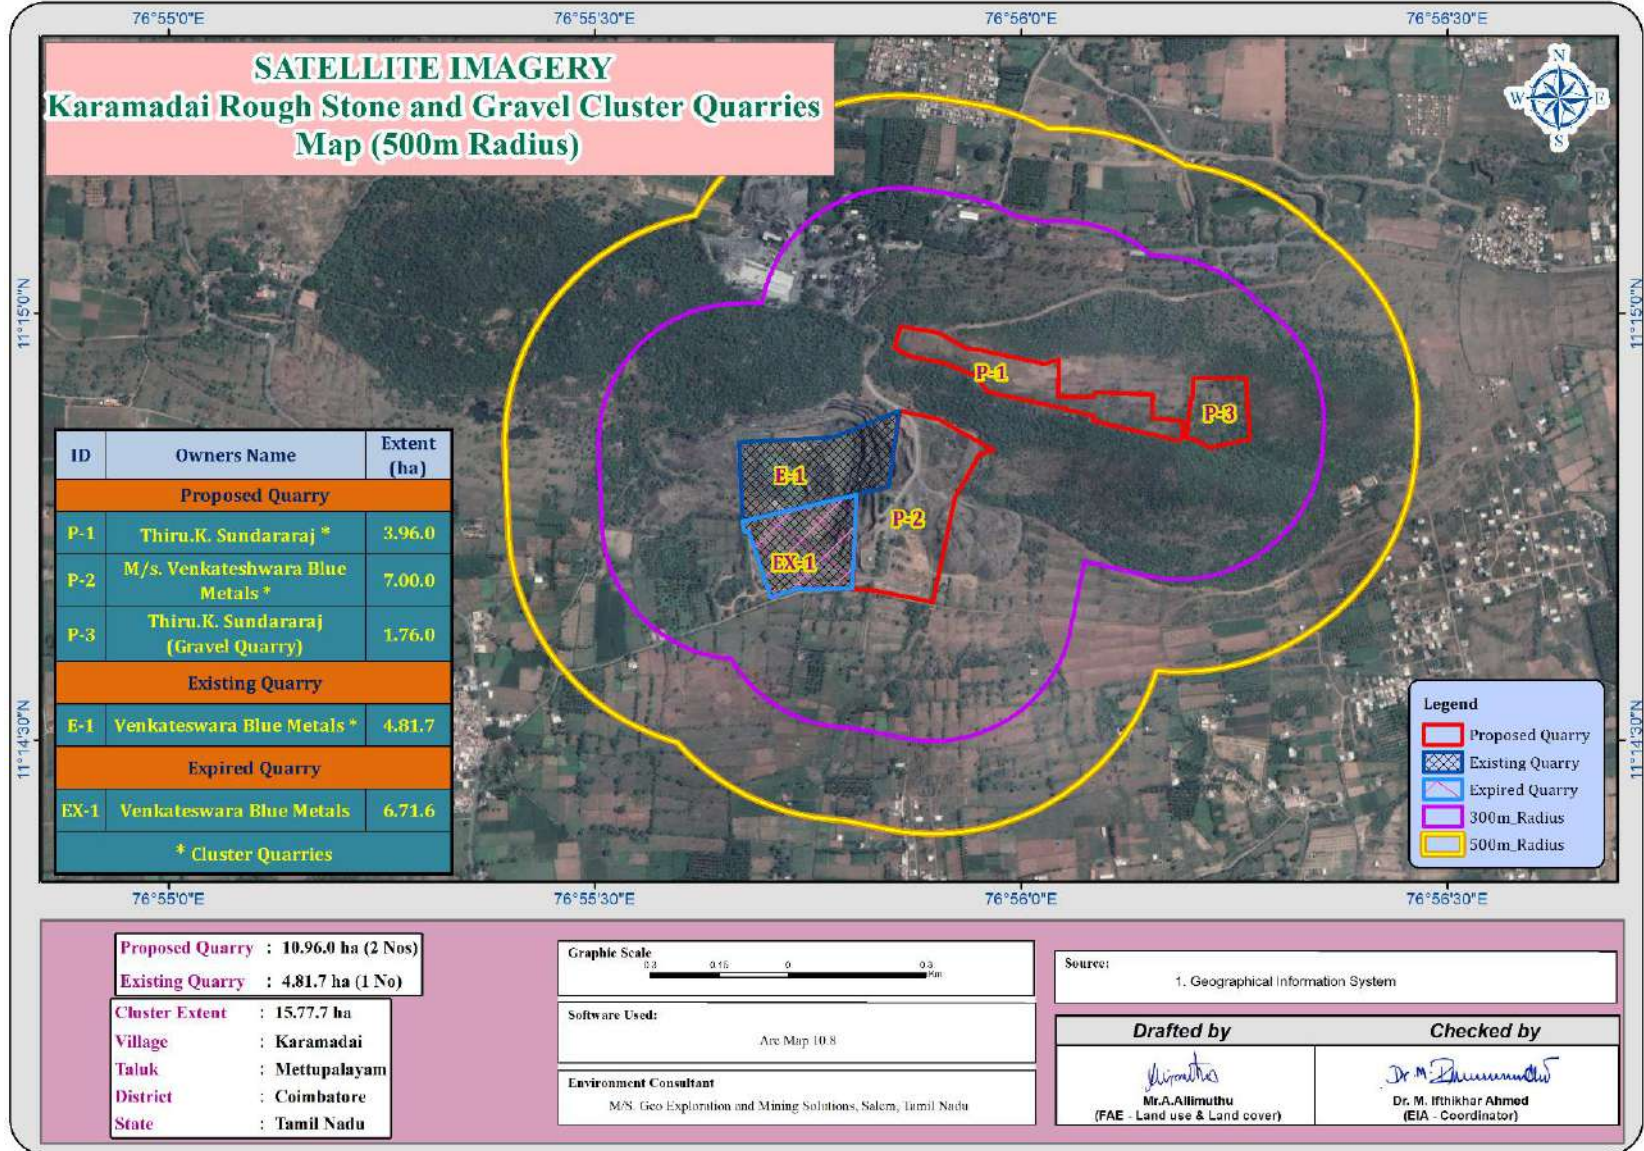 76°55'0"E 76°55'30"E 76°56'0"E 76°56'30"E
SATELLITE IMAGERY
Karamadai Rough Stone and Gravel Cluster Quarries
Map (500m Radius)
N
W E
S
11°15'0"N 11°15'0"N
P-1
P-3
E-1
P-2
EX-1
ID Owners Name Extent (ha)
Proposed Quarry
P-1 Thiru.K. Sundararaj * 3.96.0
P-2 M/s. Venkateshwara Blue Metals * 7.00.0
P-3 Thiru.K. Sundararaj (Gravel Quarry) 1.76.0
Existing Quarry
E-1 Venkateswara Blue Metals * 4.81.7
Expired Quarry
EX-1 Venkateswara Blue Metals 6.71.6
* Cluster Quarries
Legend
Proposed Quarry
Existing Quarry
Expired Quarry
300m_Radius
500m_Radius
11°14'30"N 11°14'30"N
76°55'0"E 76°55'30"E 76°56'0"E 76°56'30"E
Proposed Quarry : 10.96.0 ha (2 Nos)
Existing Quarry : 4.81.7 ha (1 No)
Cluster Extent : 15.77.7 ha
Village : Karamadai
Taluk : Mettupalayam
District : Coimbatore
State : Tamil Nadu
Graphic Scale
0.3 0.15 0 0.3
Km
Software Used:
Arc Map 10.8
Environment Consultant
M/S. Geo Exploration and Mining Solutions, Salem, Tamil Nadu
Source:
1. Geographical Information System
Drafted by Checked by
Dr. M.
Mr.A.Allimuthu
(FAE - Land use & Land cover)
Dr. M. Ifthikhar Ahmed
(EIA - Coordinator)